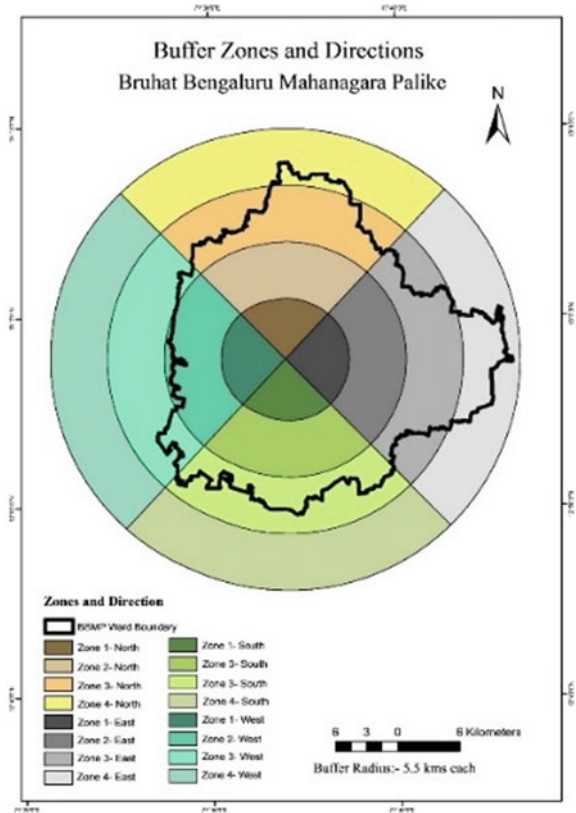 Buffer Zones and Directions
Bruhat Bengaluru Mahanagara Palike
N
Zones and Direction
BBMP Ward Boundary
Zone 1- North
Zone 2- North
Zone 3- North
Zone 4- North
Zone 1- East
Zone 2- East
Zone 3- East
Zone 4- East
Zone 1- South
Zone 3- South
Zone 3- South
Zone 4- South
Zone 1- West
Zone 2- West
Zone 3- West
Zone 4- West
6 3 0 6 Kilometers
Buffer Radius:- 5.5 kms each